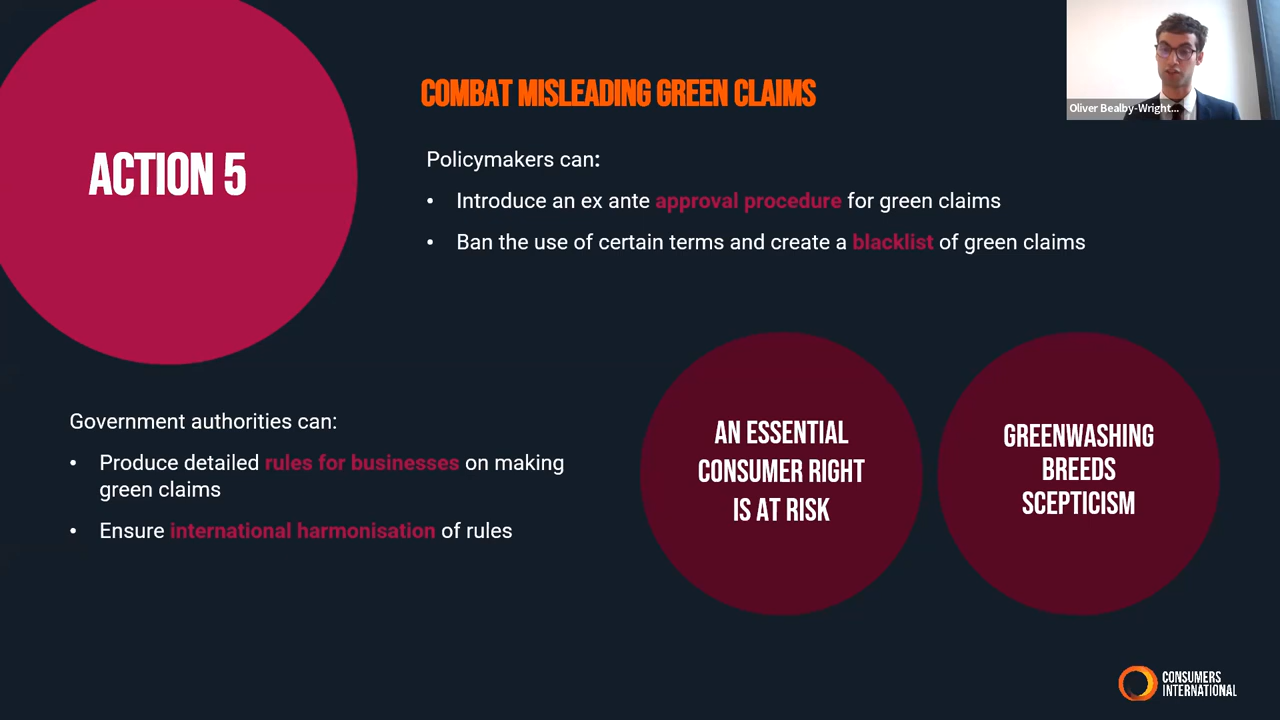 COMBAT MISLEADING GREEN CLAIMS
Oliver Bealby-Wright...
ACTION 5
Policymakers can:
• Introduce an ex ante approval procedure for green claims
• Ban the use of certain terms and create a blacklist of green claims
Government authorities can:
• Produce detailed rules for businesses on making
green claims
• Ensure international harmonisation of rules
AN ESSENTIAL
CONSUMER RIGHT
IS AT RISK
GREENWASHING
BREEDS
SCEPTICISM
CONSUMERS
INTERNATIONAL